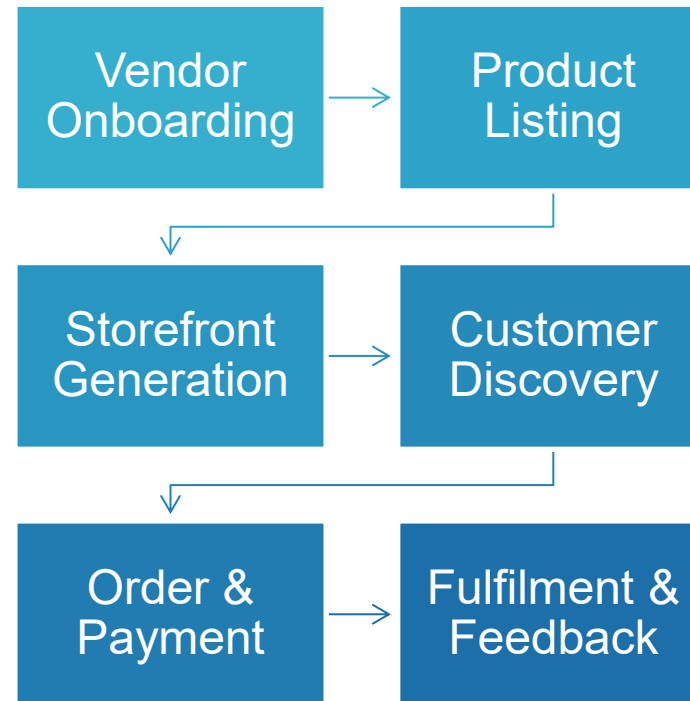 Vendor
Onboarding
Product
Listing
Storefront
Generation
Customer
Discovery
Order &
Payment
Fulfilment &
Feedback